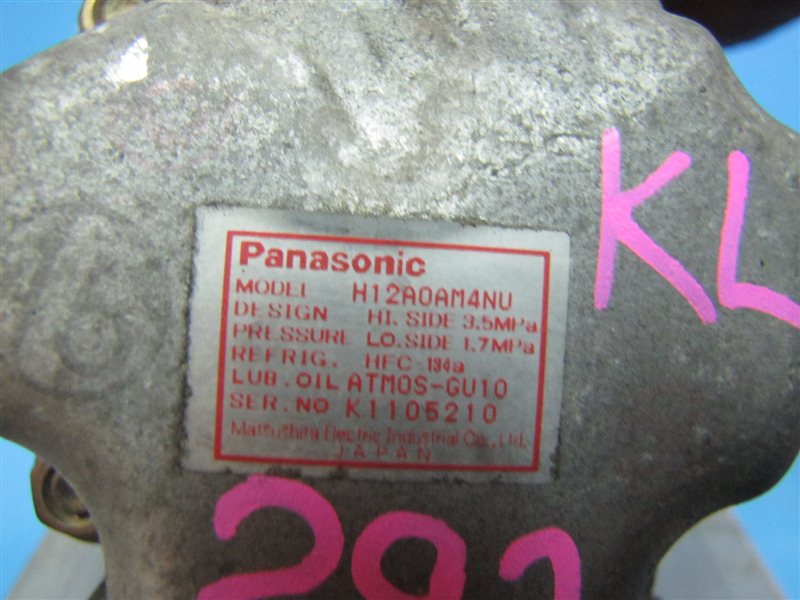 KL
Panasonic
MODEL H12A0AM4NU
DESIGN HI. SIDE 3.5MPa
PRESSURE LO. SIDE 1.7MPa
REFRIG. HFC-134a
LUB. OIL ATMOS-GU10
SER. NO K1105210
Matsushita Electric Industrial Co., Ltd.
JAPAN